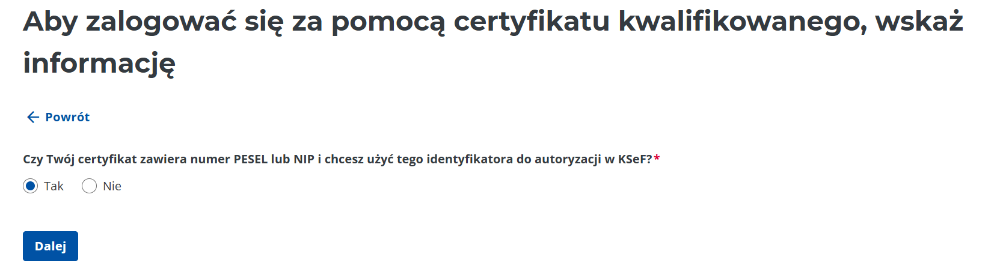 Aby zalogować się za pomocą certyfikatu kwalifikowanego, wskaż
informację
Powrót
Czy Twój certyfikat zawiera numer PESEL lub NIP i chcesz użyć tego identyfikatora do autoryzacji w KSeF?*
Tak Nie
Dalej